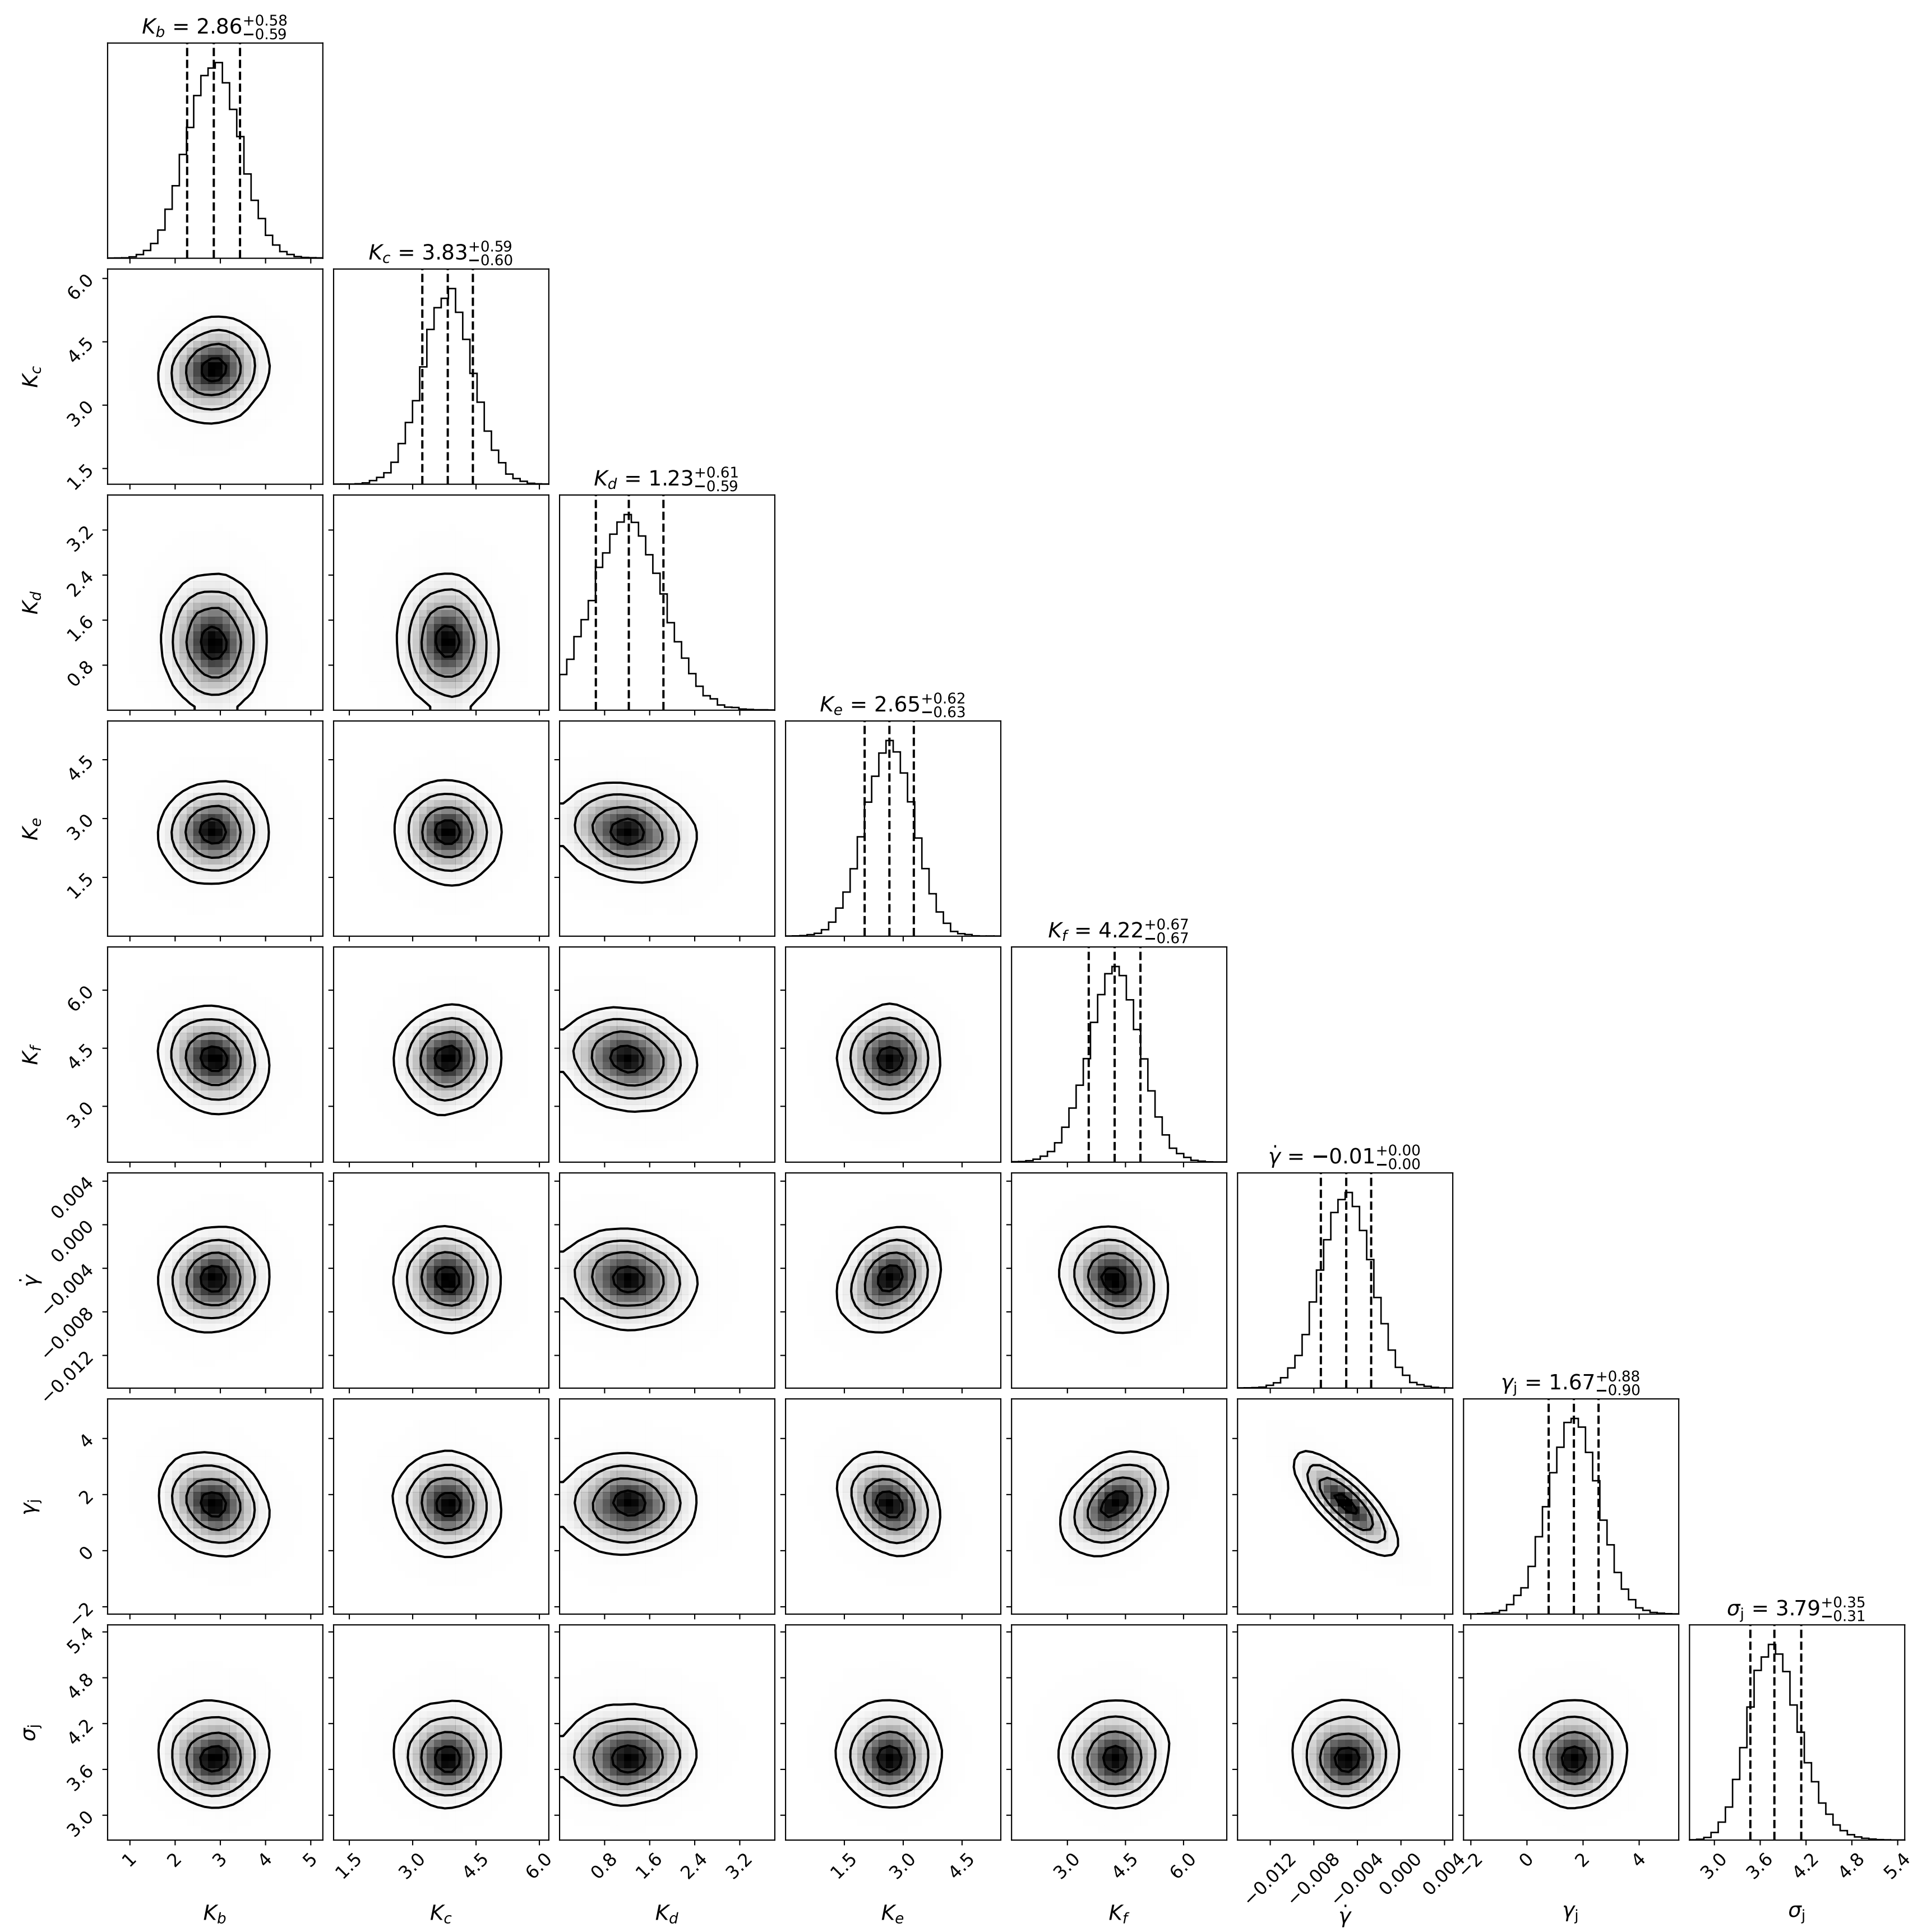 K_b = 2.86^{+0.58}_{−0.59}
K_c = 3.83^{+0.59}_{−0.60}
6.0
4.5
3.0
1.5
K_c
K_d = 1.23^{+0.61}_{−0.59}
3.2
2.4
1.6
0.8
K_d
K_e = 2.65^{+0.62}_{−0.63}
4.5
3.0
1.5
K_e
K_f = 4.22^{+0.67}_{−0.67}
6.0
4.5
3.0
K_f
γ̇ = −0.01^{+0.00}_{−0.00}
0.004
0.000
−0.004
−0.008
−0.012
γ̇
γ_j = 1.67^{+0.88}_{−0.90}
4
2
0
−2
γ_j
σ_j = 3.79^{+0.35}_{−0.31}
5.4
4.8
4.2
3.6
3.0
σ_j
1 2 3 4 5 1.5 3.0 4.5 6.0 0.8 1.6 2.4 3.2 1.5 3.0 4.5 3.0 4.5 6.0 −0.012 −0.008 −0.004 0.000 0.004 −2 0 2 4 3.0 3.6 4.2 4.8 5.4
K_b K_c K_d K_e K_f γ̇ γ_j σ_j